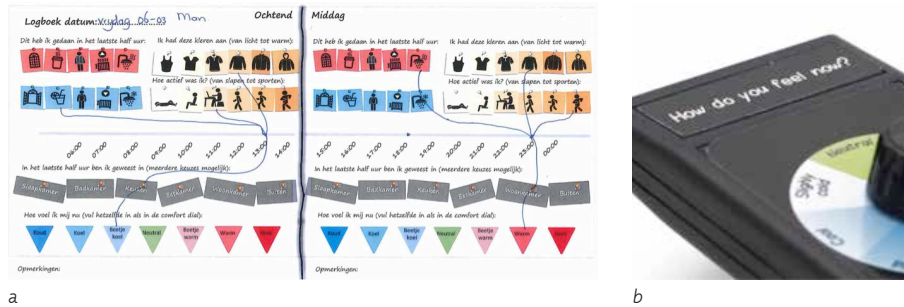 Logboek datum: vrijdag 06-03 Man. Ochtend
Middag
Dit heb ik gedaan in het laatste half uur: Ik had deze kleren aan (van licht tot warm):
Hoe actief was ik? (van slapen tot sporten):
06:00 07:00 08:00 09:00 10:00 11:00 12:00 13:00 14:00
In het laatste half uur ben ik geweest in (meerdere keuzes mogelijk):
Slaapkamer Badkamer Keuken Eetkamer Woonkamer Buiten
Hoe voel ik mij nu (vul hetzelfde in als in de comfort dial):
Koud Koel Beetje koel Neutral Beetje warm Warm Heet
Opmerkingen:
Dit heb ik gedaan in het laatste half uur: Ik had deze kleren aan (van licht tot warm):
Hoe actief was ik? (van slapen tot sporten):
15:00 16:00 17:00 18:00 19:00 20:00 21:00 22:00 23:00 00:00
In het laatste half uur ben ik geweest in (meerdere keuzes mogelijk):
Slaapkamer Badkamer Keuken Eetkamer Woonkamer Buiten
Hoe voel ik mij nu (vul hetzelfde in als in de comfort dial):
Koud Koel Beetje koel Neutral Beetje warm Warm Heet
Opmerkingen:
a
How do you feel now?
Neutral
Slightly cold
Cool
b